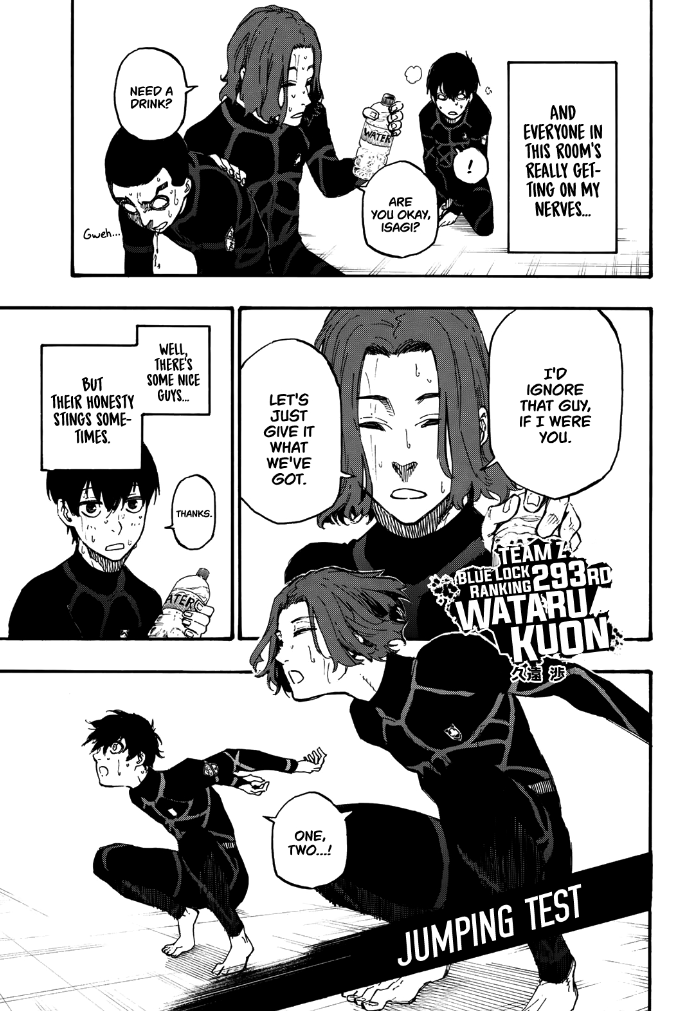 AND
EVERYONE IN
THIS ROOM'S
REALLY GET-
TING ON MY
NERVES...
!
NEED A
DRINK?
WATER
ARE
YOU OKAY,
ISAGI?
Gweh...
I'D
IGNORE
THAT GUY,
IF I WERE
YOU.
LET'S
JUST
GIVE IT
WHAT
WE'VE
GOT.
TEAM Z
BLUE LOCK
RANKING 293RD
WATARU
KUON
久遠 渉
WELL,
THERE'S
SOME NICE
GUYS...
BUT
THEIR HONESTY
STINGS SOME-
TIMES.
THANKS.
WATER
ONE,
TWO...!
JUMPING TEST